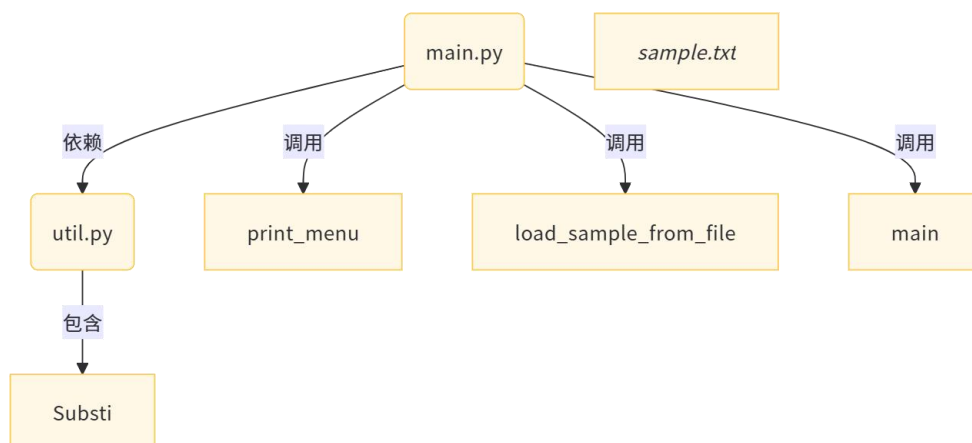 main.py
sample.txt
依赖
调用
调用
调用
util.py
print_menu
load_sample_from_file
main
包含
Substi